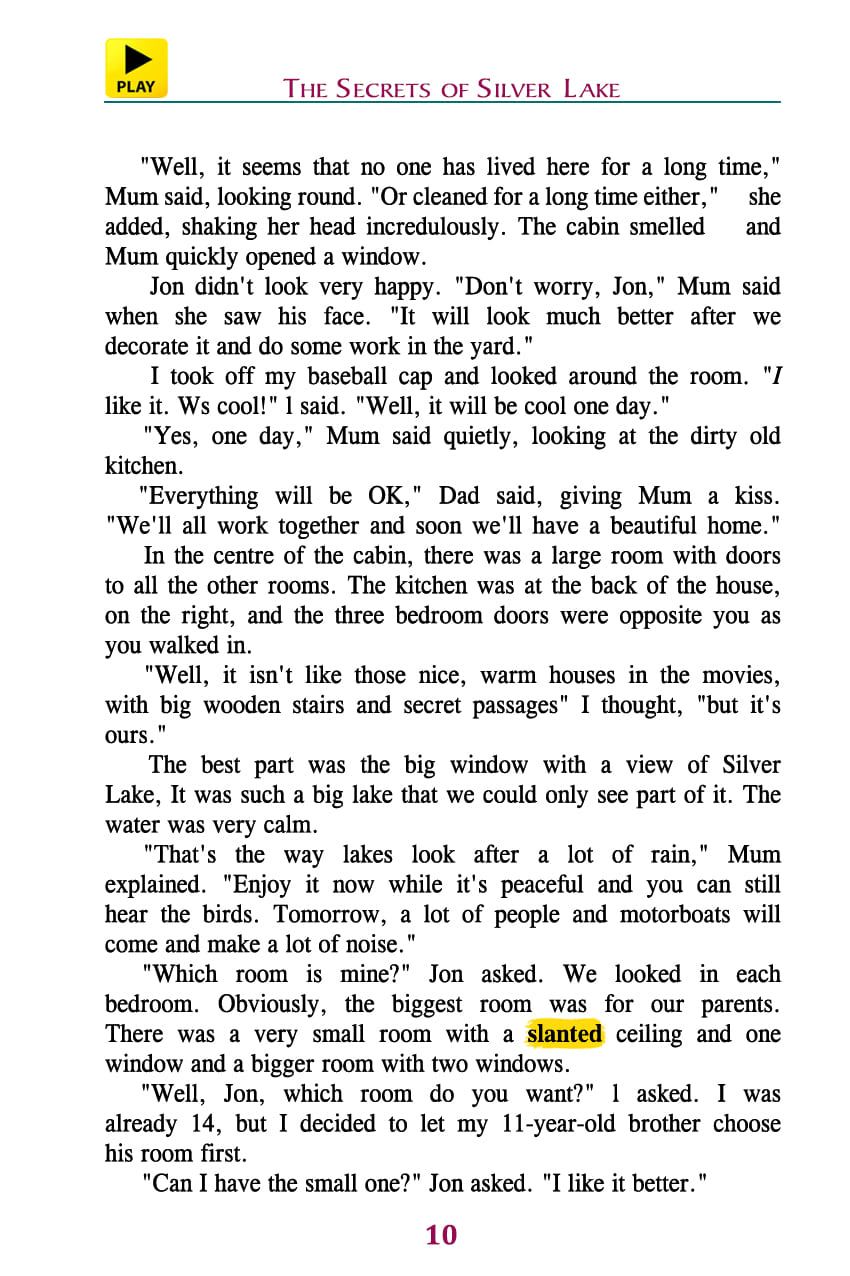 PLAY
THE SECRETS OF SILVER LAKE
"Well, it seems that no one has lived here for a long time,"
Mum said, looking round. "Or cleaned for a long time either," she
added, shaking her head incredulously. The cabin smelled and
Mum quickly opened a window.
Jon didn't look very happy. "Don't worry, Jon," Mum said
when she saw his face. "It will look much better after we
decorate it and do some work in the yard."
I took off my baseball cap and looked around the room. "I
like it. Ws cool!" l said. "Well, it will be cool one day."
"Yes, one day," Mum said quietly, looking at the dirty old
kitchen.
"Everything will be OK," Dad said, giving Mum a kiss.
"We'll all work together and soon we'll have a beautiful home."
In the centre of the cabin, there was a large room with doors
to all the other rooms. The kitchen was at the back of the house,
on the right, and the three bedroom doors were opposite you as
you walked in.
"Well, it isn't like those nice, warm houses in the movies,
with big wooden stairs and secret passages" I thought, "but it's
ours."
The best part was the big window with a view of Silver
Lake, It was such a big lake that we could only see part of it. The
water was very calm.
"That's the way lakes look after a lot of rain," Mum
explained. "Enjoy it now while it's peaceful and you can still
hear the birds. Tomorrow, a lot of people and motorboats will
come and make a lot of noise."
"Which room is mine?" Jon asked. We looked in each
bedroom. Obviously, the biggest room was for our parents.
There was a very small room with a slanted ceiling and one
window and a bigger room with two windows.
"Well, Jon, which room do you want?" l asked. I was
already 14, but I decided to let my 11-year-old brother choose
his room first.
"Can I have the small one?" Jon asked. "I like it better."
10